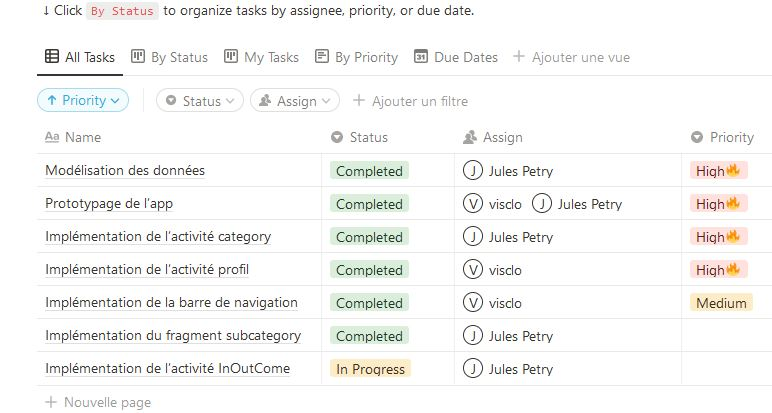 ↓ Click By Status to organize tasks by assignee, priority, or due date.
All Tasks By Status My Tasks By Priority 31 Due Dates + Ajouter une vue
↑ Priority Status Assign + Ajouter un filtre
Aa Name Status Assign Priority
Modélisation des données Completed J Jules Petry High🔥
Prototypage de l'app Completed V visclo J Jules Petry High🔥
Implémentation de l'activité category Completed J Jules Petry High🔥
Implémentation de l'activité profil Completed V visclo High🔥
Implémentation de la barre de navigation Completed V visclo Medium
Implémentation du fragment subcategory Completed J Jules Petry
Implémentation de l'activité InOutCome In Progress J Jules Petry
+ Nouvelle page